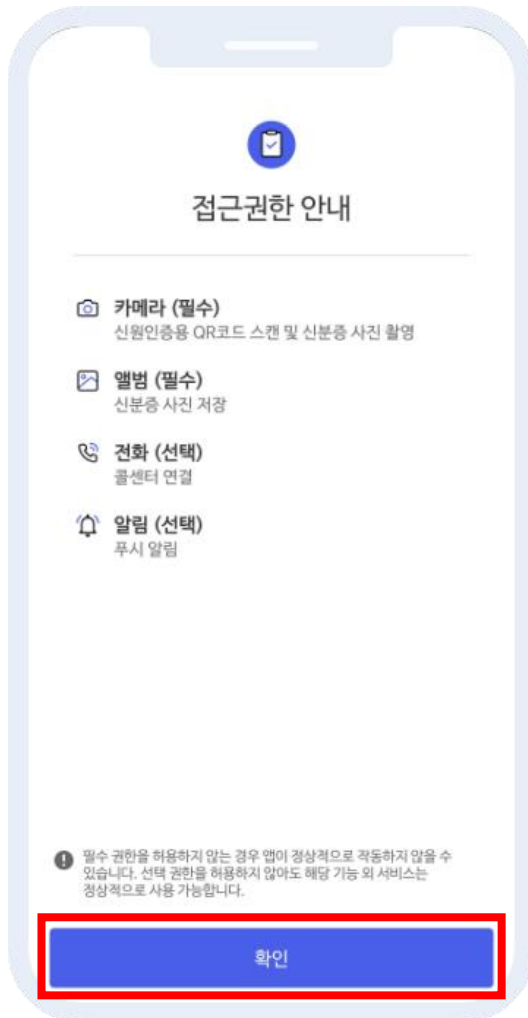 접근권한 안내
카메라 (필수)
신원인증용 QR코드 스캔 및 신분증 사진 촬영
앨범 (필수)
신분증 사진 저장
전화 (선택)
콜센터 연결
알림 (선택)
푸시 알림
필수 권한을 허용하지 않는 경우 앱이 정상적으로 작동하지 않을 수
있습니다. 선택 권한을 허용하지 않아도 해당 기능 외 서비스는
정상적으로 사용 가능합니다.
확인